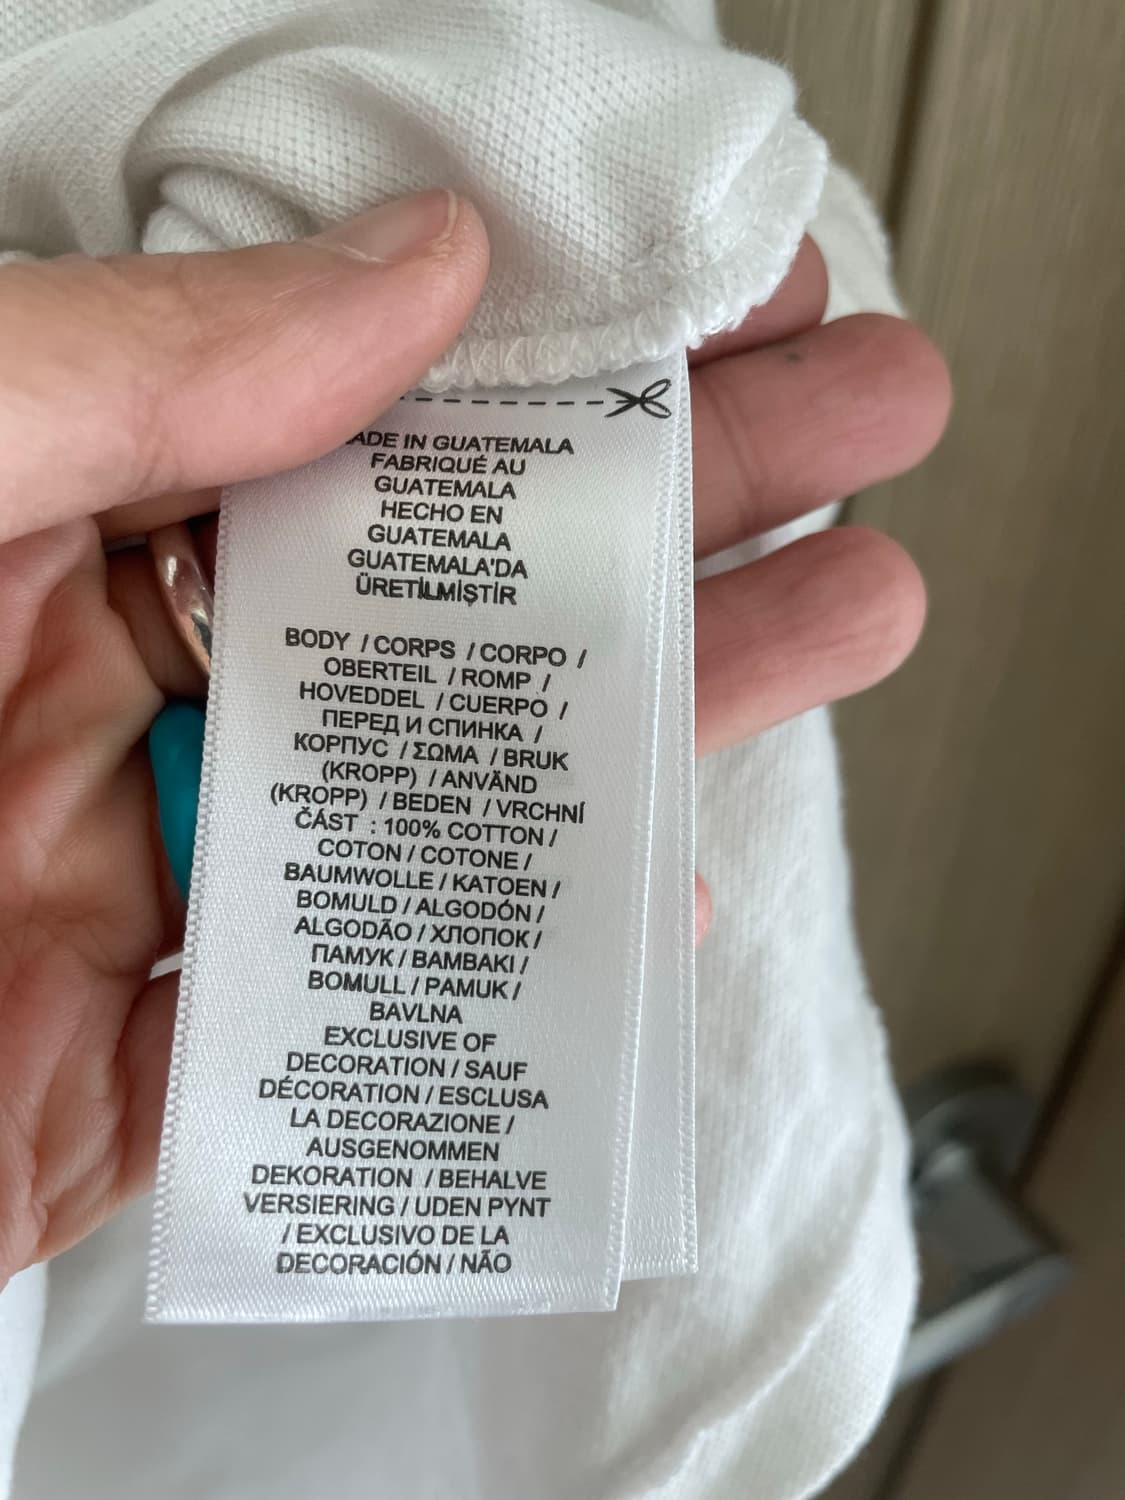 ADE IN GUATEMALA
FABRIQUÉ AU
GUATEMALA
HECHO EN
GUATEMALA
GUATEMALA'DA
ÜRETİLMİŞTİR
BODY / CORPS / CORPO /
OBERTEIL / ROMP /
HOVEDDEL / CUERPO /
ПЕРЕД И СПИНКА /
КОРПУС / ΣΩΜΑ / BRUK
(KROPP) / ANVÄND
(KROPP) / BEDEN / VRCHNÍ
ČÁST : 100% COTTON /
COTON / COTONE /
BAUMWOLLE / KATOEN /
BOMULD / ALGODÓN /
ALGODÃO / ХЛОПОК /
ПАМУК / BAMBAKI /
BOMULL / PAMUK /
BAVLNA
EXCLUSIVE OF
DECORATION / SAUF
DÉCORATION / ESCLUSA
LA DECORAZIONE /
AUSGENOMMEN
DEKORATION / BEHALVE
VERSIERING / UDEN PYNT
/ EXCLUSIVO DE LA
DECORACIÓN / NÃO